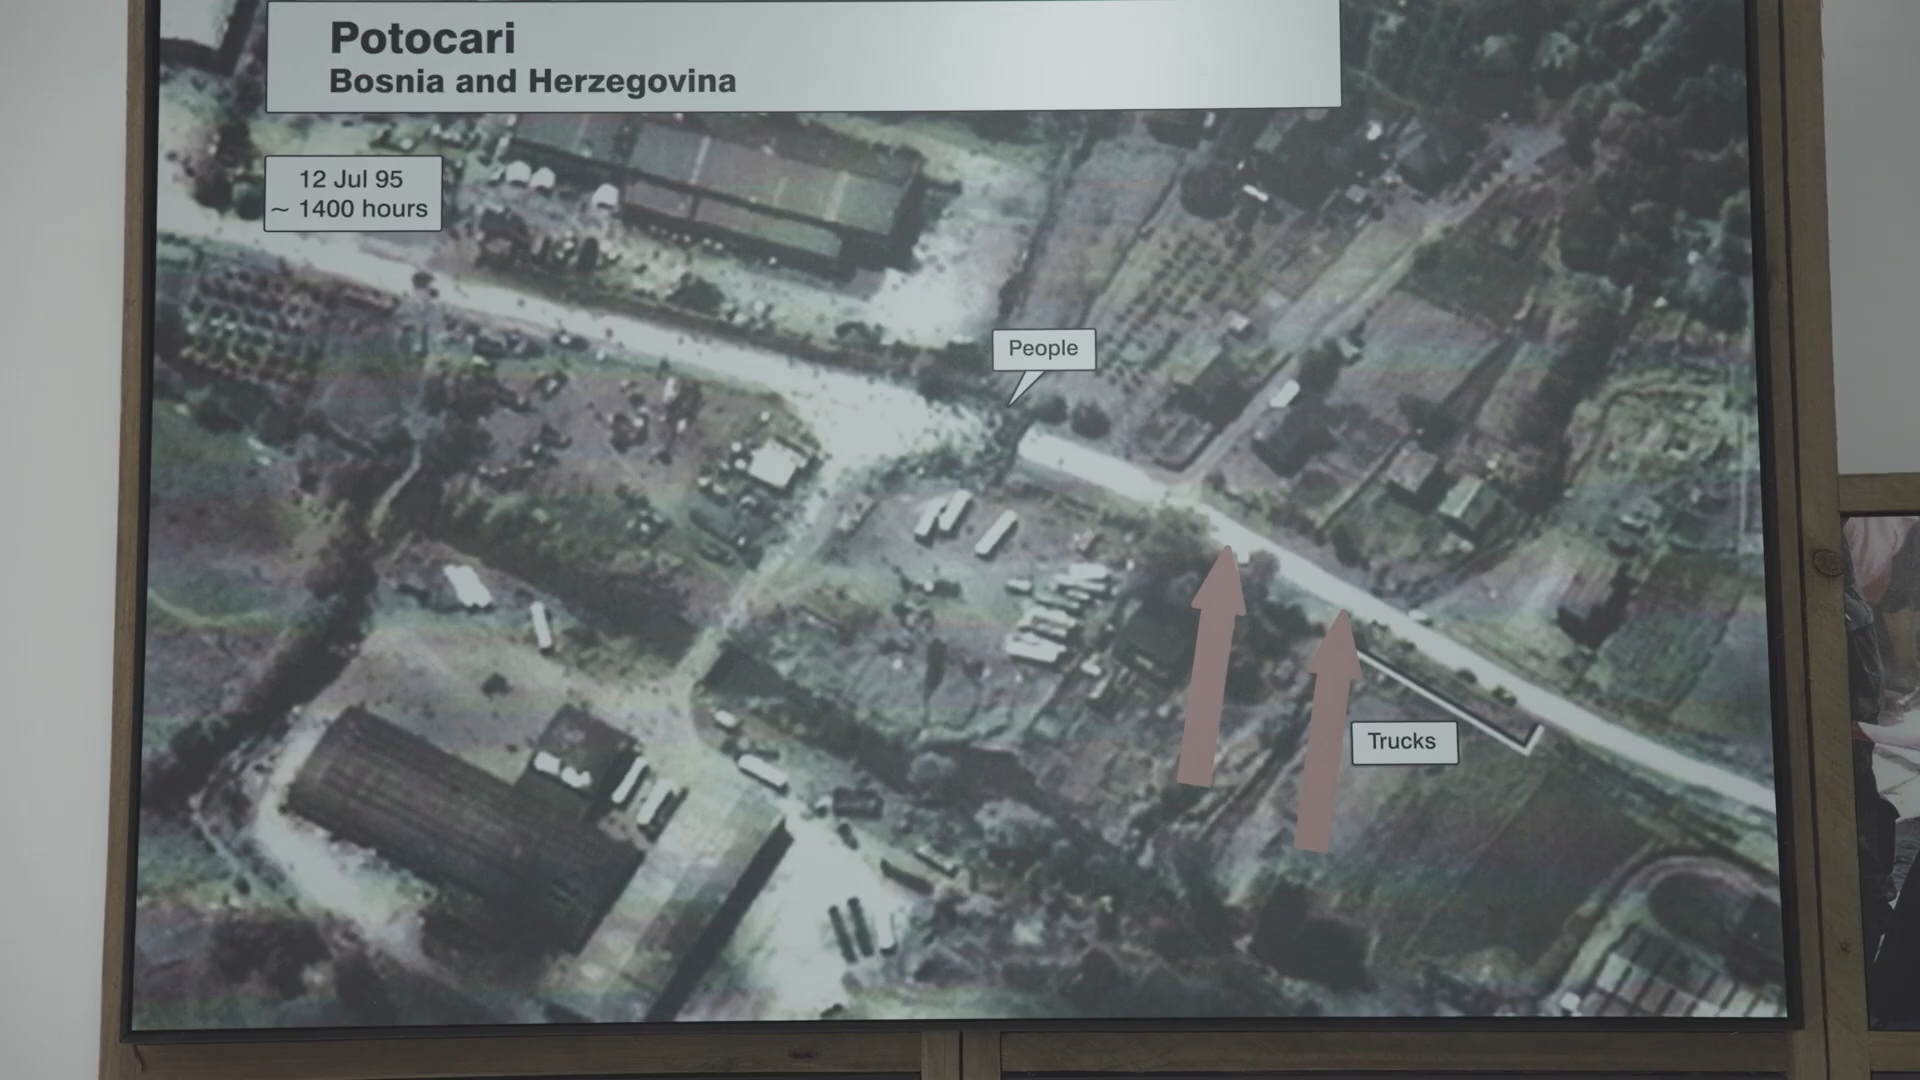 Potocari
Bosnia and Herzegovina
12 Jul 95
~ 1400 hours
People
Trucks